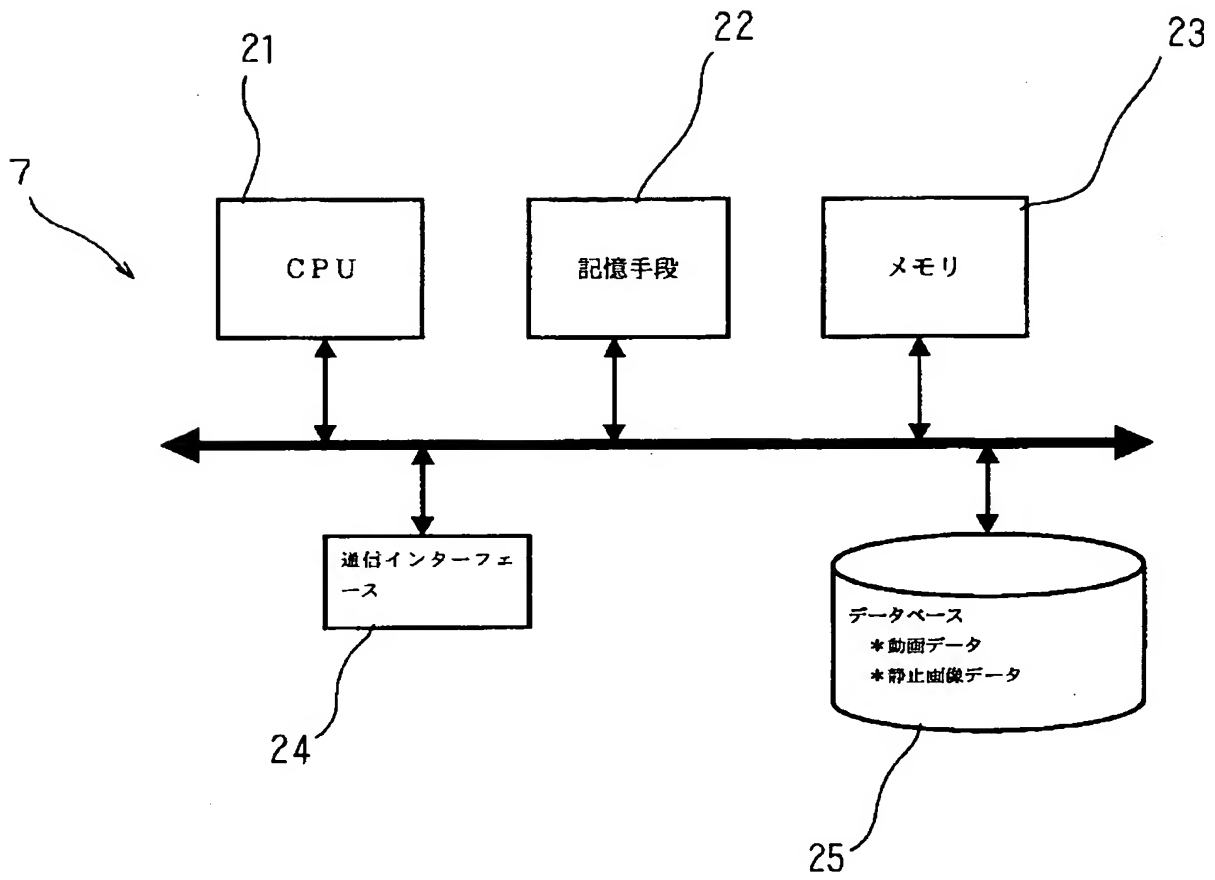 21
22
23
7
CPU
記憶手段
メモリ
通信インターフェ
ース
データベース
*動画データ
*静止画像データ
24
25